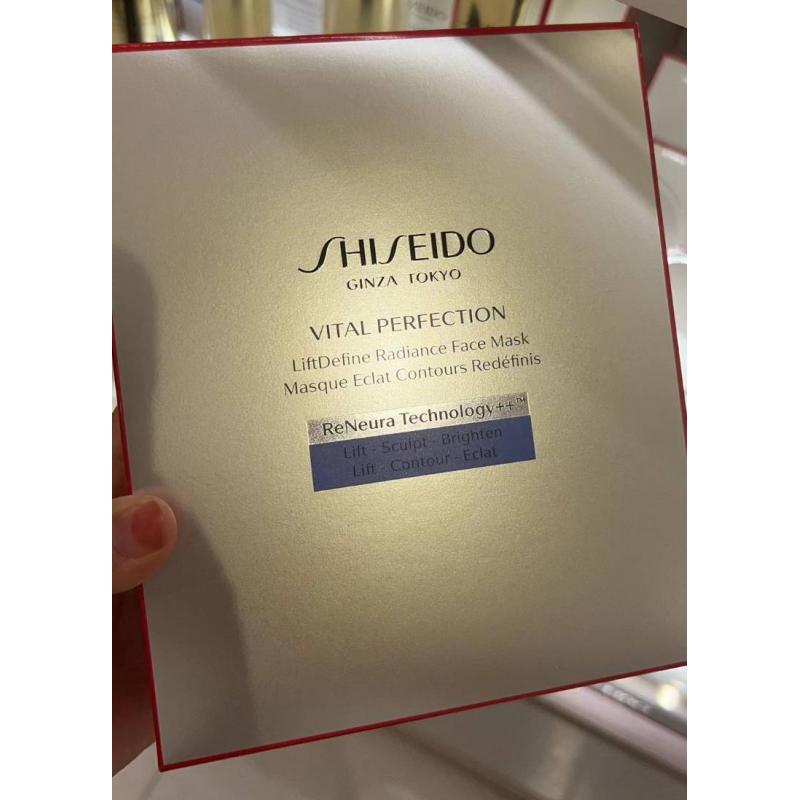 SHISEIDO
GINZA TOKYO
VITAL PERFECTION
LiftDefine Radiance Face Mask
Masque Eclat Contours Redéfinis
ReNeura Technology++™
Lift - Sculpt - Brighten
Lift - Contour - Eclat